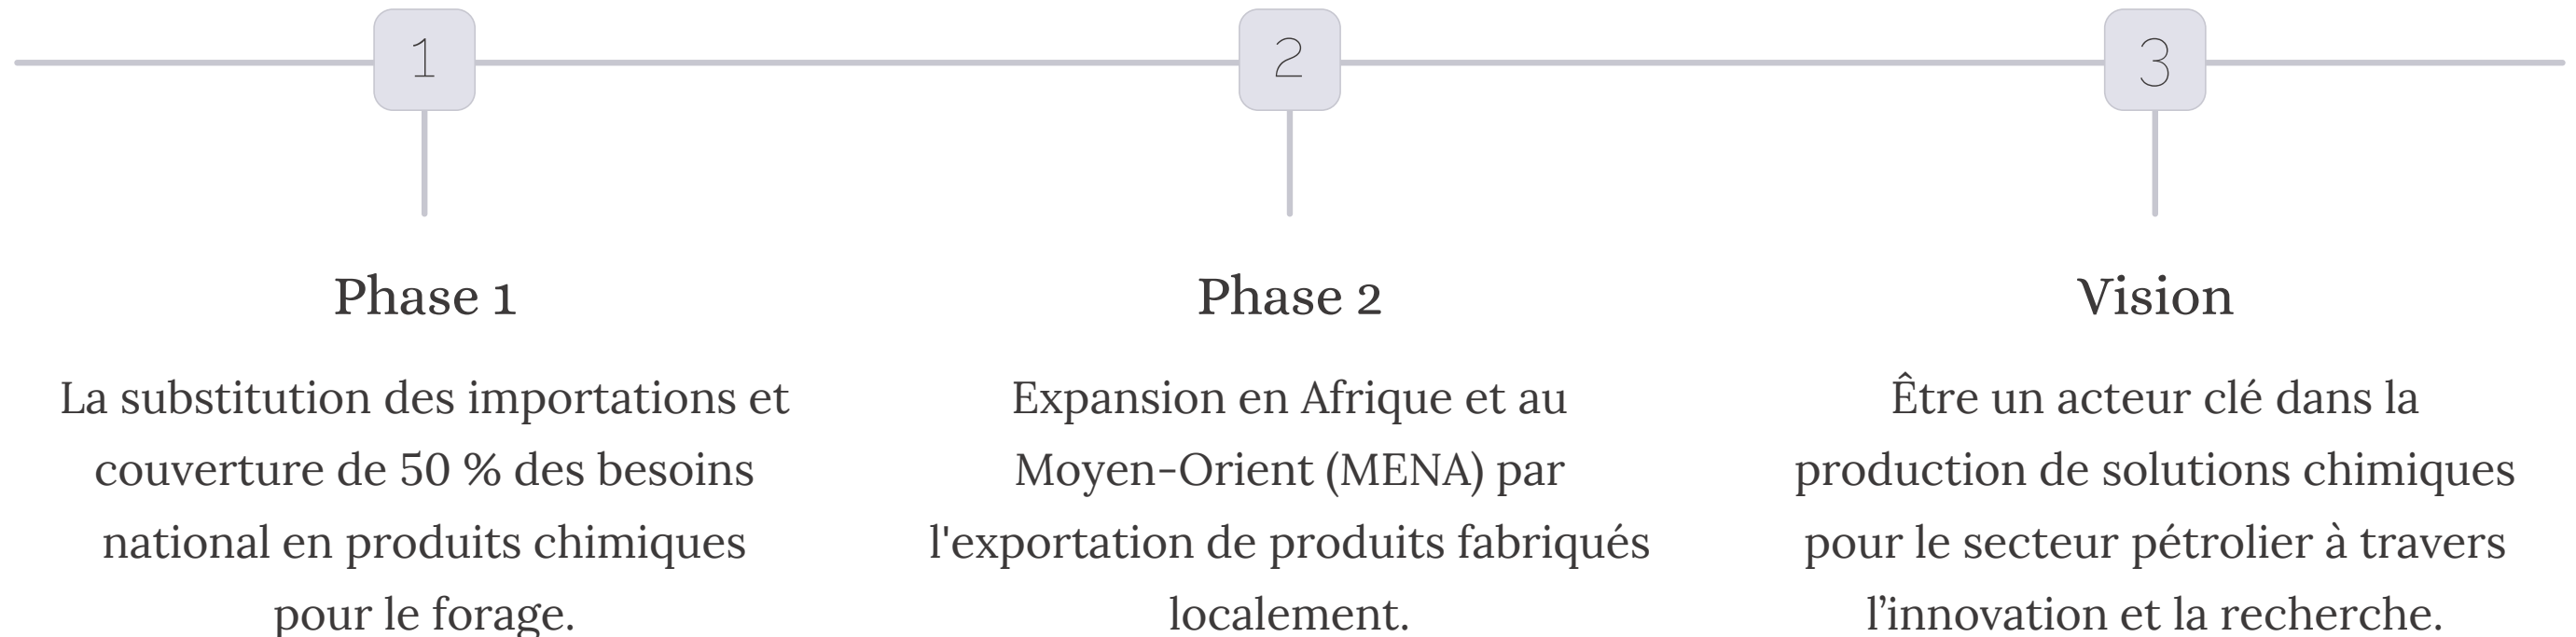 1
2
3
Phase 1
La substitution des importations et
couverture de 50 % des besoins
national en produits chimiques
pour le forage.
Phase 2
Expansion en Afrique et au
Moyen-Orient (MENA) par
l'exportation de produits fabriqués
localement.
Vision
Être un acteur clé dans la
production de solutions chimiques
pour le secteur pétrolier à travers
l’innovation et la recherche.